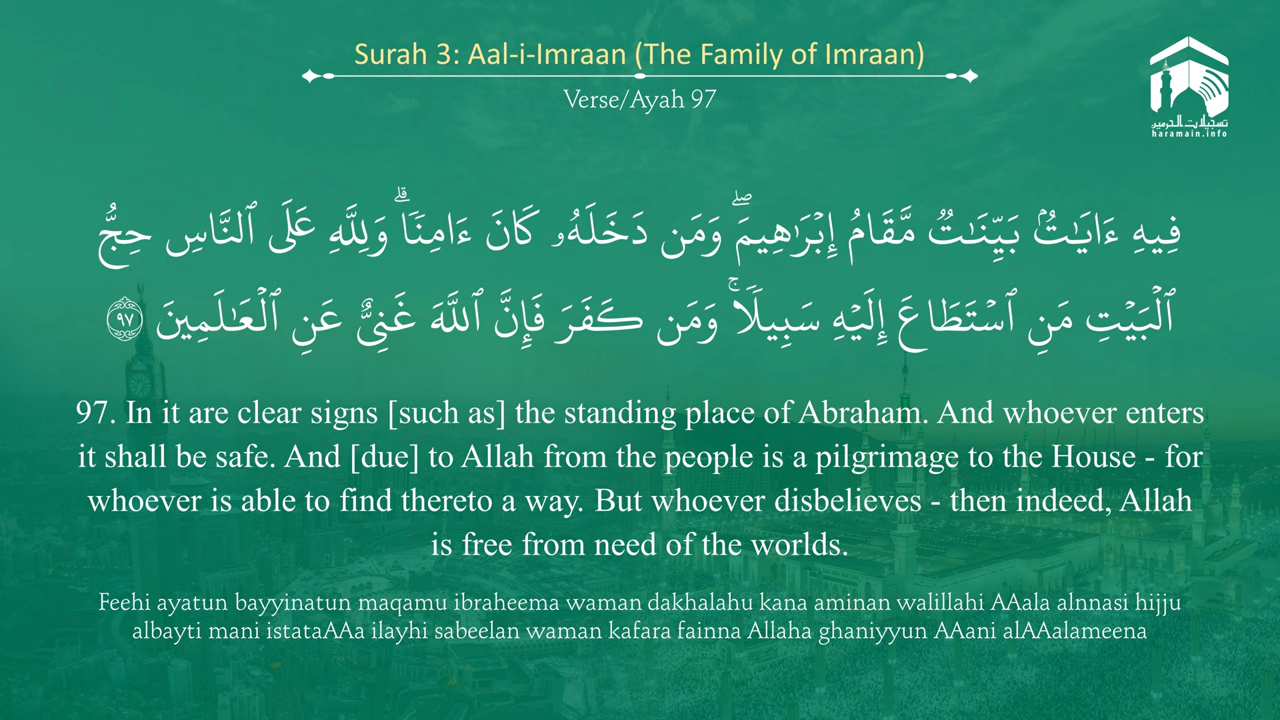 Surah 3: Aal-i-Imraan (The Family of Imraan)
Verse/Ayah 97
تسجيلات الحرمين
haramain.info
فِيهِ ءَايَٰتٌۢ بَيِّنَٰتٌ مَّقَامُ إِبْرَٰهِيمَۖ وَمَن دَخَلَهُۥ كَانَ ءَامِنًاۗ وَلِلَّهِ عَلَى ٱلنَّاسِ حِجُّ
ٱلْبَيْتِ مَنِ ٱسْتَطَاعَ إِلَيْهِ سَبِيلًاۚ وَمَن كَفَرَ فَإِنَّ ٱللَّهَ غَنِىٌّ عَنِ ٱلْعَٰلَمِينَ ٩٧
97. In it are clear signs [such as] the standing place of Abraham. And whoever enters
it shall be safe. And [due] to Allah from the people is a pilgrimage to the House - for
whoever is able to find thereto a way. But whoever disbelieves - then indeed, Allah
is free from need of the worlds.
Feehi ayatun bayyinatun maqamu ibraheema waman dakhalahu kana aminan walillahi AAala alnnasi hijju
albayti mani istataAAa ilayhi sabeelan waman kafara fainna Allaha ghaniyyun AAani alAAalameena